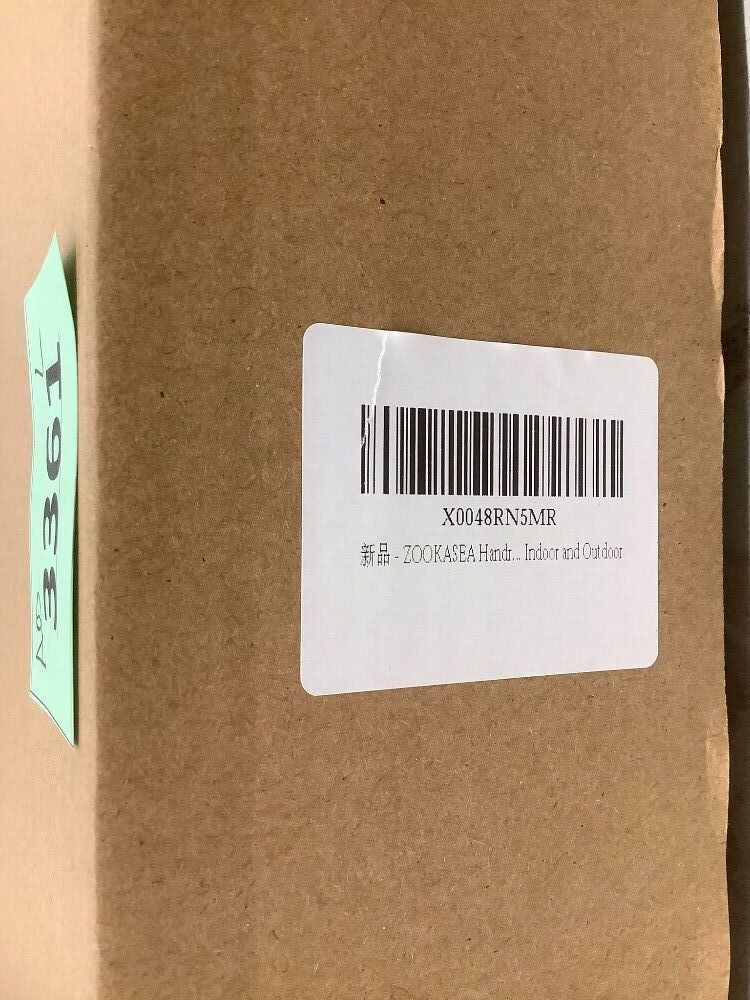 No. 3361
X0048RN5MR
新品 - ZOOKASEA Handr... Indoor and Outdoor